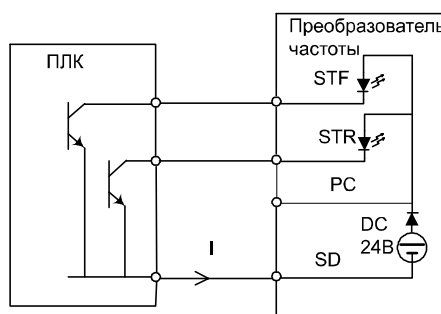 Преобразователь
частоты
ПЛК
STF
STR
PC
DC
24В
I
SD